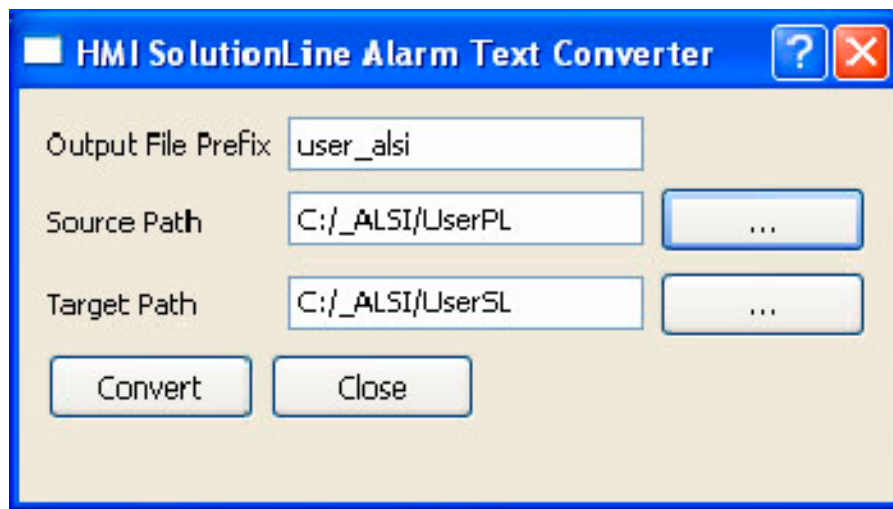 HMI SolutionLine Alarm Text Converter ?
Output File Prefix user_alsi
Source Path C:/_ALSI/UserPL ...
Target Path C:/_ALSI/UserSL ...
Convert Close